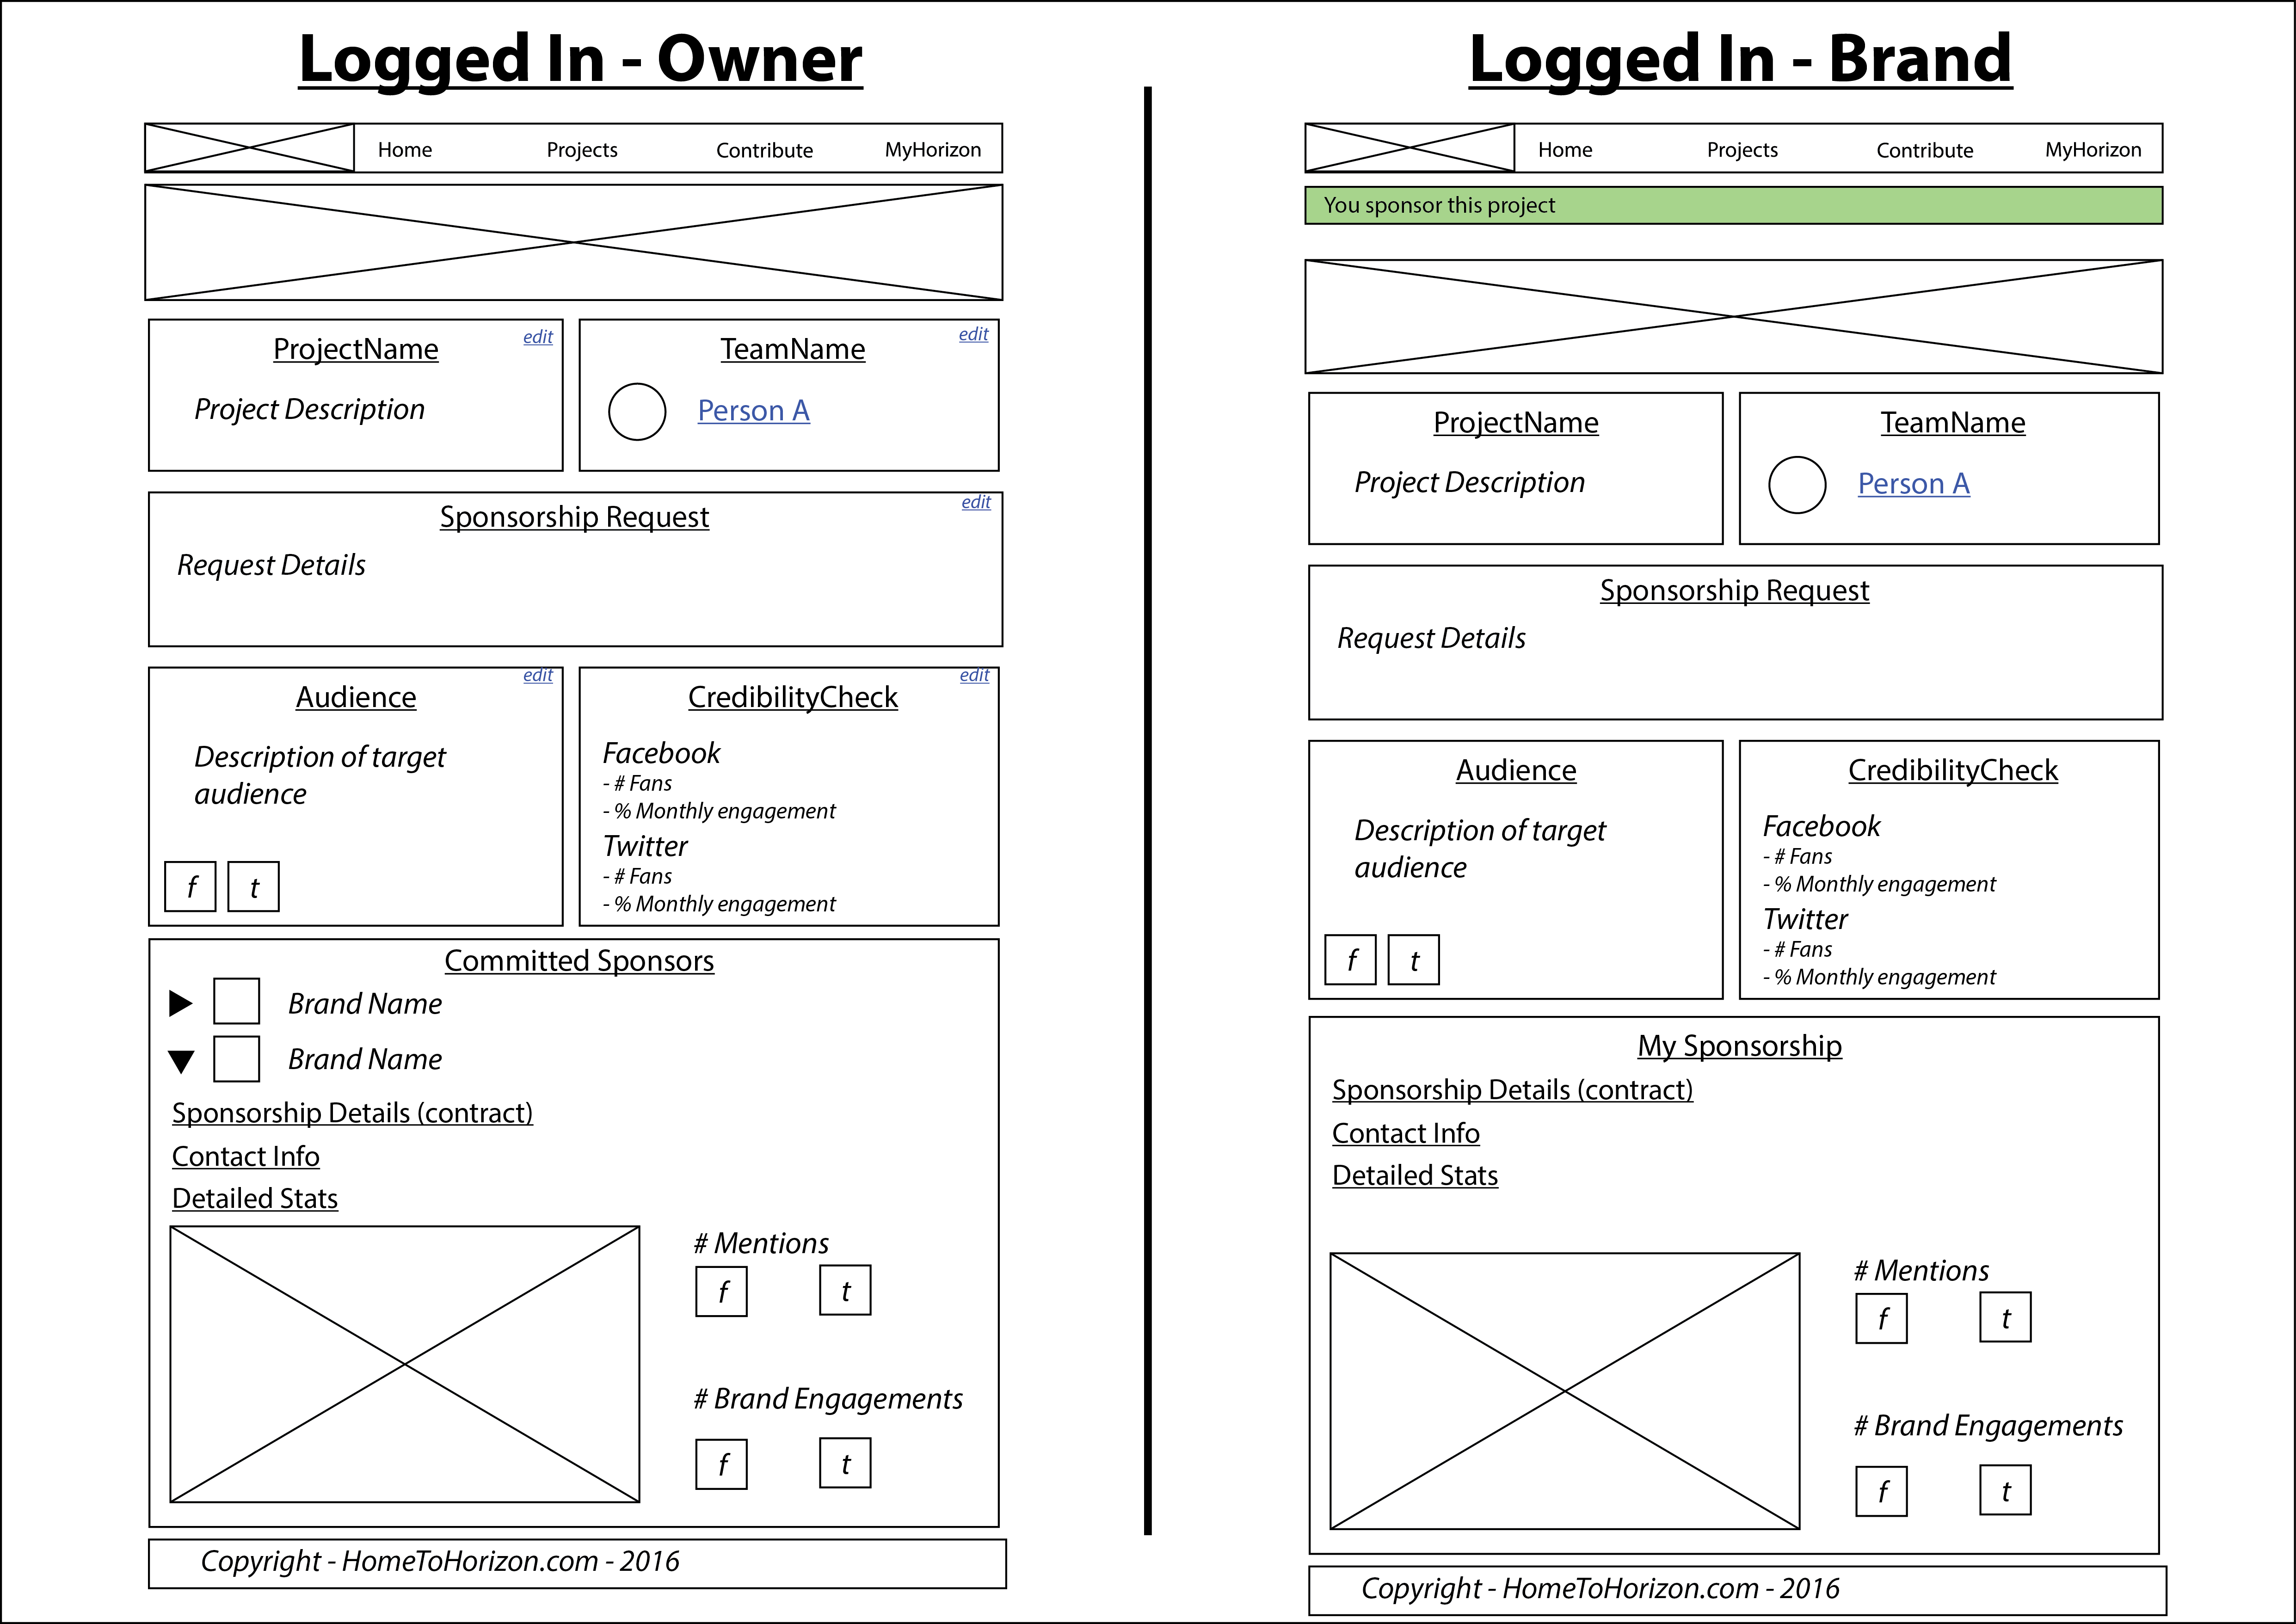 Logged In - Owner
Home Projects Contribute MyHorizon
ProjectName edit
Project Description
TeamName edit
Person A
Sponsorship Request edit
Request Details
Audience edit
Description of target
audience
f t
CredibilityCheck edit
Facebook
- # Fans
- % Monthly engagement
Twitter
- # Fans
- % Monthly engagement
Committed Sponsors
Brand Name
Brand Name
Sponsorship Details (contract)
Contact Info
Detailed Stats
# Mentions
f t
# Brand Engagements
f t
Copyright - HomeToHorizon.com - 2016
Logged In - Brand
Home Projects Contribute MyHorizon
You sponsor this project
ProjectName
Project Description
TeamName
Person A
Sponsorship Request
Request Details
Audience
Description of target
audience
f t
CredibilityCheck
Facebook
- # Fans
- % Monthly engagement
Twitter
- # Fans
- % Monthly engagement
My Sponsorship
Sponsorship Details (contract)
Contact Info
Detailed Stats
# Mentions
f t
# Brand Engagements
f t
Copyright - HomeToHorizon.com - 2016